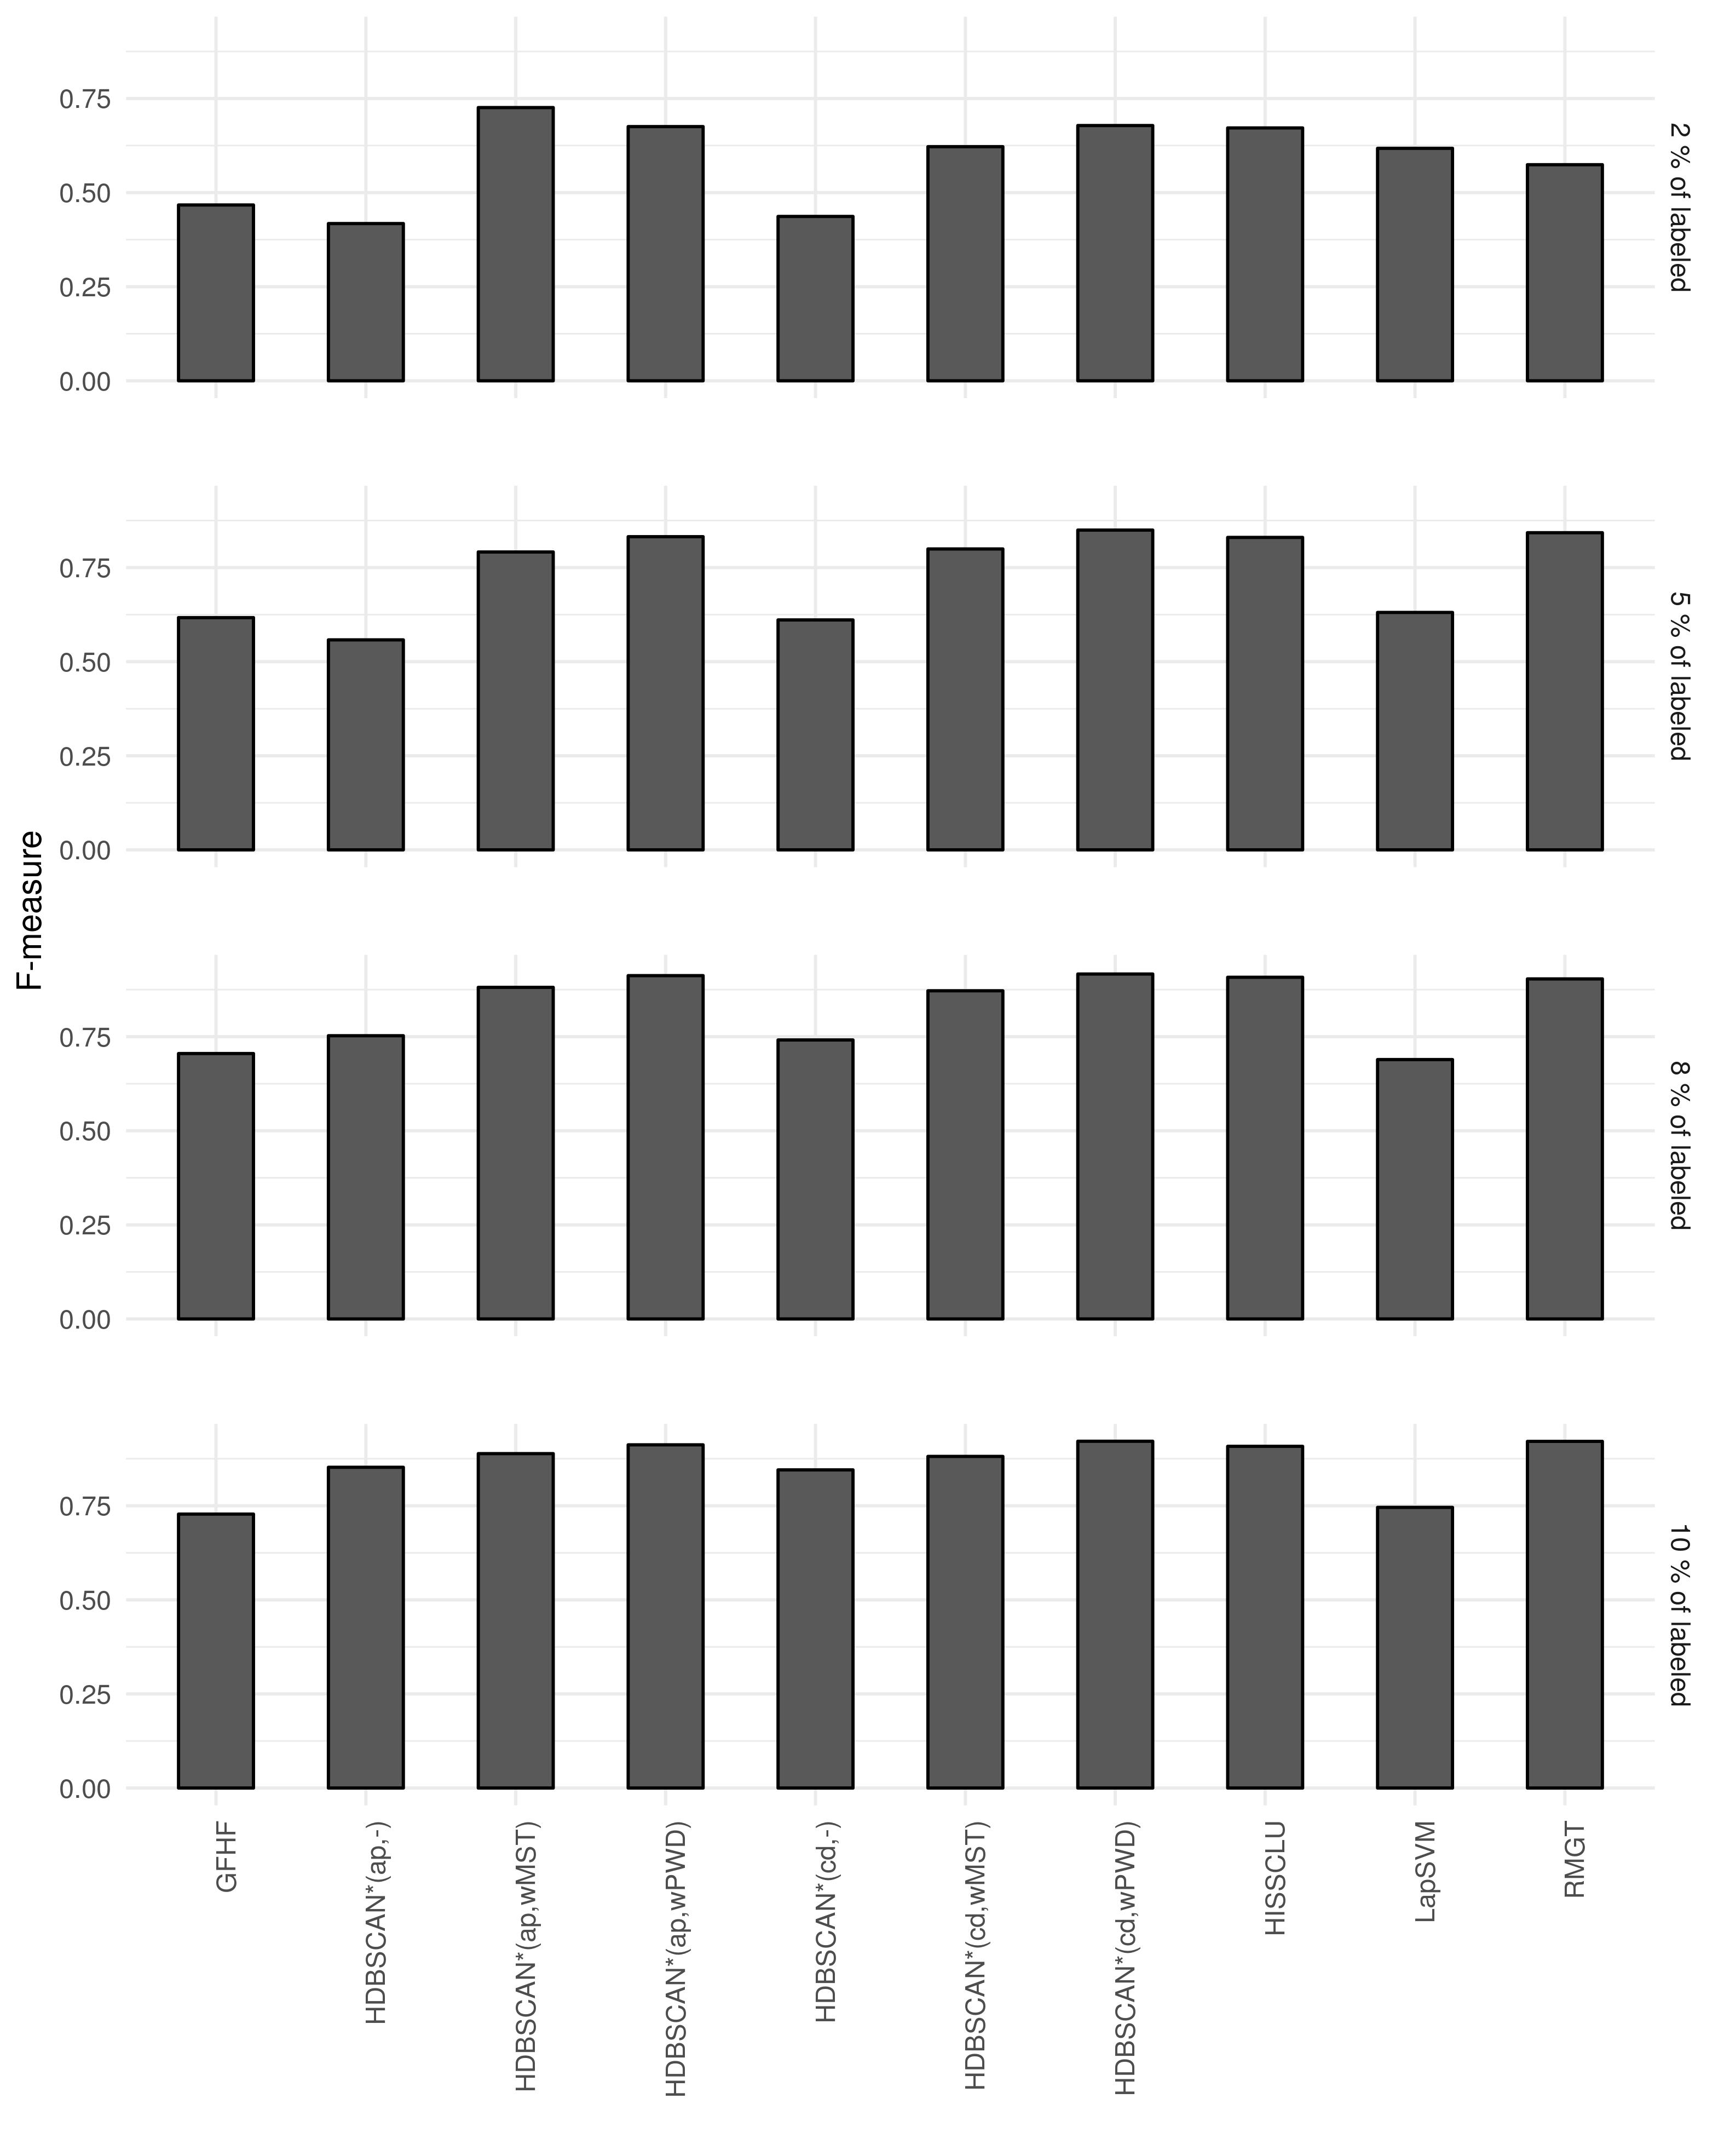 F-measure
0.75
0.50
0.25
0.00
2 % of labeled
0.75
0.50
0.25
0.00
5 % of labeled
0.75
0.50
0.25
0.00
8 % of labeled
0.75
0.50
0.25
0.00
10 % of labeled
GFHF
HDBSCAN*(ap,-)
HDBSCAN*(ap,wMST)
HDBSCAN*(ap,wPWD)
HDBSCAN*(cd,-)
HDBSCAN*(cd,wMST)
HDBSCAN*(cd,wPWD)
HISSCLU
LapSVM
RMGT